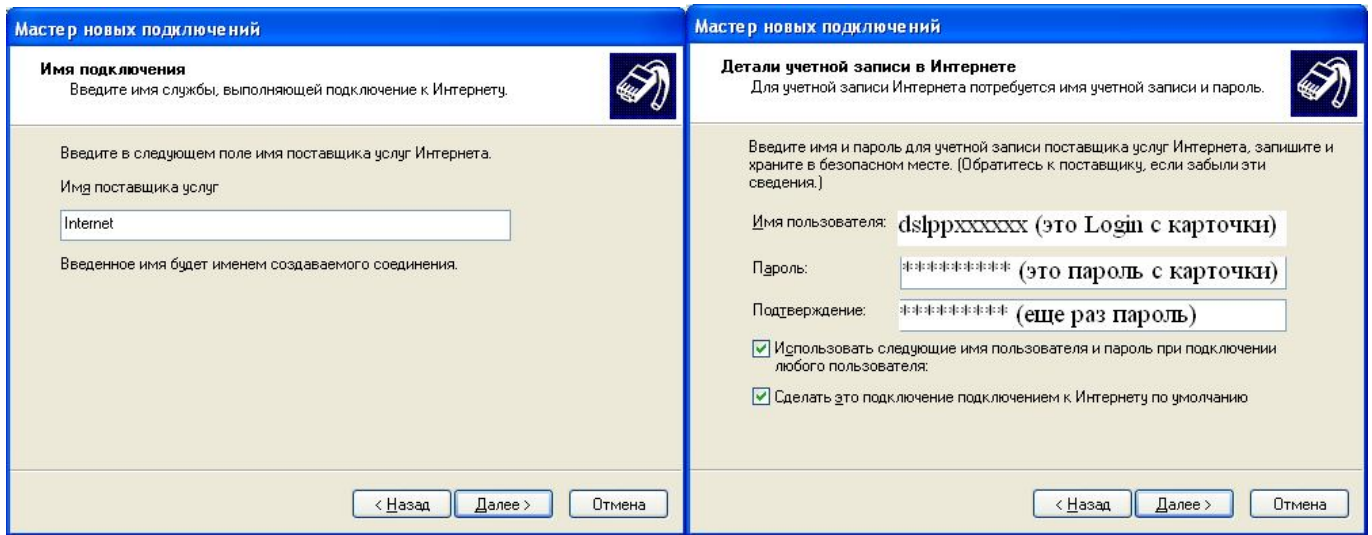 Мастер новых подключений
Имя подключения
Введите имя службы, выполняющей подключение к Интернету.
Введите в следующем поле имя поставщика услуг Интернета.
Имя поставщика услуг
Internet
Введенное имя будет именем создаваемого соединения.
< Назад
Далее >
Отмена
Мастер новых подключений
Детали учетной записи в Интернете
Для учетной записи Интернета потребуется имя учетной записи и пароль.
Введите имя и пароль для учетной записи поставщика услуг Интернета, запишите и
храните в безопасном месте. (Обратитесь к поставщику, если забыли эти
сведения.)
Имя пользователя: dslppxxxxxx (это Login с карточки)
Пароль: ********* (это пароль с карточки)
Подтверждение: ********* (еще раз пароль)
Использовать следующие имя пользователя и пароль при подключении
любого пользователя:
Сделать это подключение подключением к Интернету по умолчанию
< Назад
Далее >
Отмена